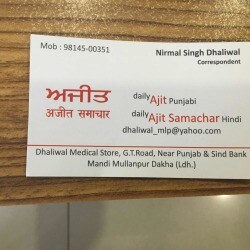 Mob : 98145-00351
Nirmal Singh Dhaliwal
Correspondent
ਅਜੀਤ
अजीत समाचार
daily Ajit Punjabi
daily Ajit Samachar Hindi
dhaliwal_mlp@yahoo.com
Dhaliwal Medical Store, G.T.Road, Near Punjab & Sind Bank
Mandi Mullanpur Dakha (Ldh.)